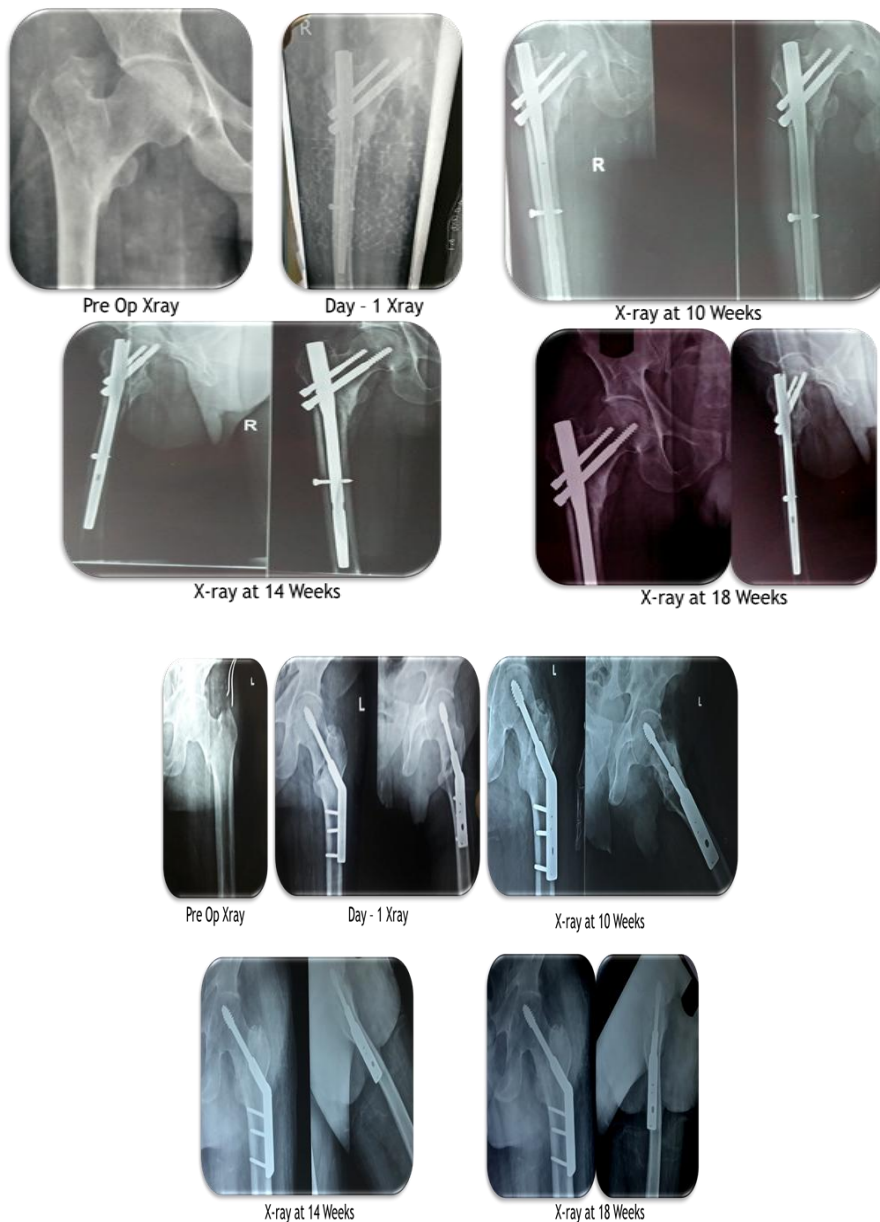 R
Pre Op Xray
Day - 1 Xray
R
X-ray at 10 Weeks
R
X-ray at 14 Weeks
X-ray at 18 Weeks
L
Pre Op Xray
L
Day - 1 Xray
L
L
X-ray at 10 Weeks
X-ray at 14 Weeks
X-ray at 18 Weeks